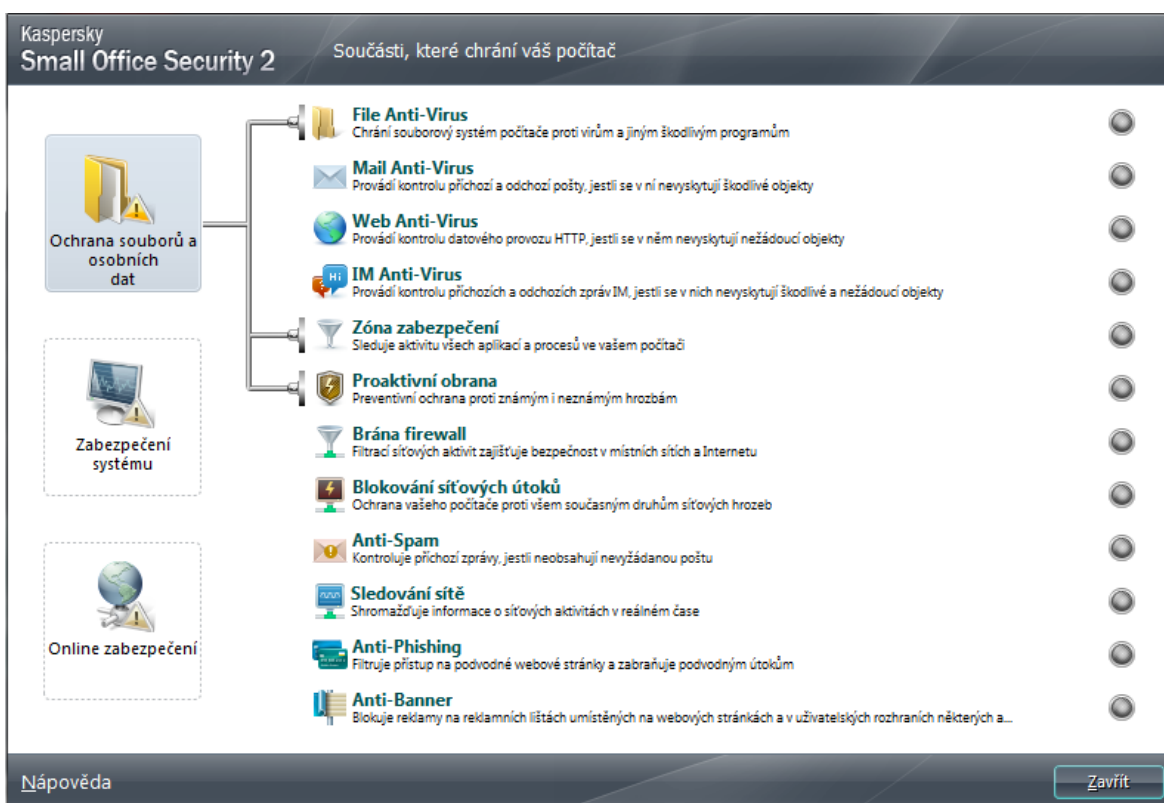 Kaspersky
Small Office Security 2
Součásti, které chrání váš počítač
Ochrana souborů a
osobních
dat
Zabezpečení
systému
Online zabezpečení
File Anti-Virus
Chrání souborový systém počítače proti virům a jiným škodlivým programům
Mail Anti-Virus
Provádí kontrolu příchozí a odchozí pošty, jestli se v ní nevyskytují škodlivé objekty
Web Anti-Virus
Provádí kontrolu datového provozu HTTP, jestli se v něm nevyskytují nežádoucí objekty
Hi
IM Anti-Virus
Provádí kontrolu příchozích a odchozích zpráv IM, jestli se v nich nevyskytují škodlivé a nežádoucí objekty
Zóna zabezpečení
Sleduje aktivitu všech aplikací a procesů ve vašem počítači
Proaktivní obrana
Preventivní ochrana proti známým i neznámým hrozbám
Brána firewall
Filtrací síťových aktivit zajišťuje bezpečnost v místních sítích a Internetu
Blokování síťových útoků
Ochrana vašeho počítače proti všem současným druhům síťových hrozeb
Anti-Spam
Kontroluje příchozí zprávy, jestli neobsahují nevyžádanou poštu
Sledování sítě
Shromažďuje informace o síťových aktivitách v reálném čase
Anti-Phishing
Filtruje přístup na podvodné webové stránky a zabraňuje podvodným útokům
Anti-Banner
Blokuje reklamy na reklamních lištách umístěných na webových stránkách a v uživatelských rozhraních některých a...
Nápověda
Zavřít